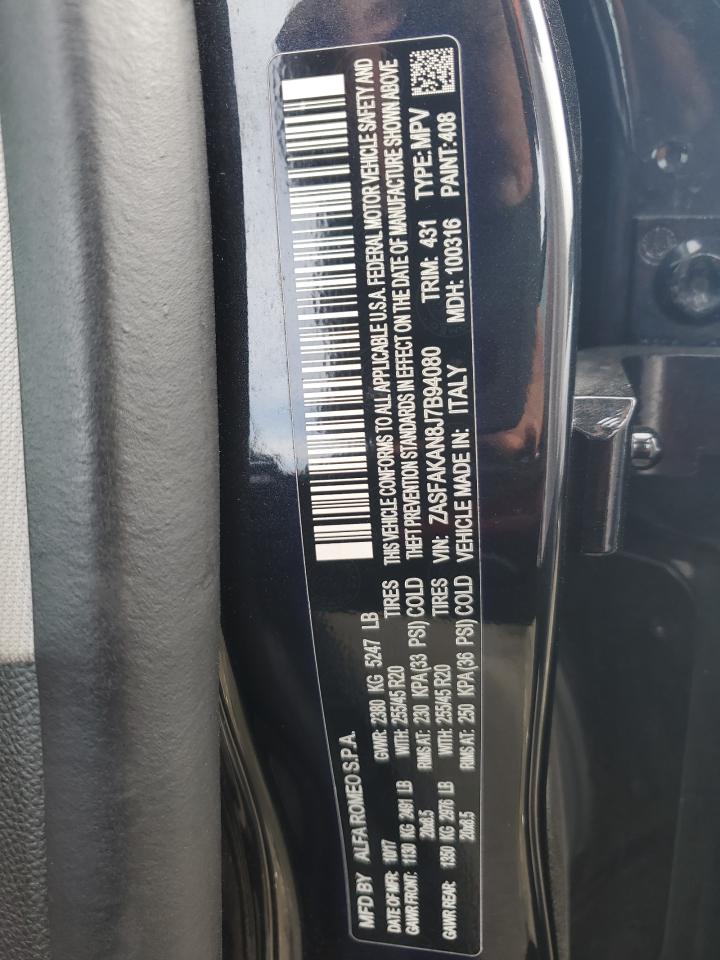 MFD BY ALFA ROMEO S.P.A.
DATE OF MFR: 10/17 GVWR: 2380 KG 5247 LB
GAWR FRONT: 1130 KG 2491 LB WITH: 255/45 R20 TIRES
20x8.5 RIMS AT: 230 KPA(33 PSI) COLD
GAWR REAR: 1350 KG 2976 LB WITH: 255/45 R20 TIRES
20x8.5 RIMS AT: 250 KPA(36 PSI) COLD
THIS VEHICLE CONFORMS TO ALL APPLICABLE U.S.A. FEDERAL MOTOR VEHICLE SAFETY AND
THEFT PREVENTION STANDARDS IN EFFECT ON THE DATE OF MANUFACTURE SHOWN ABOVE
VIN: ZASFAKAN8J7B94080 TRIM: 431 TYPE: MPV
VEHICLE MADE IN: ITALY MDH: 100316 PAINT: 408